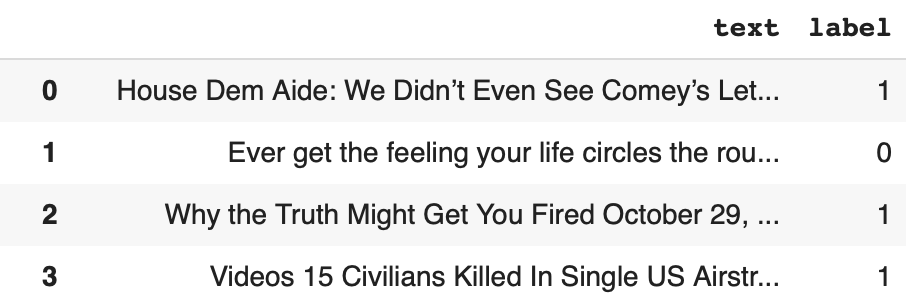 text label
0 House Dem Aide: We Didn’t Even See Comey’s Let... 1
1 Ever get the feeling your life circles the rou... 0
2 Why the Truth Might Get You Fired October 29, ... 1
3 Videos 15 Civilians Killed In Single US Airstr... 1